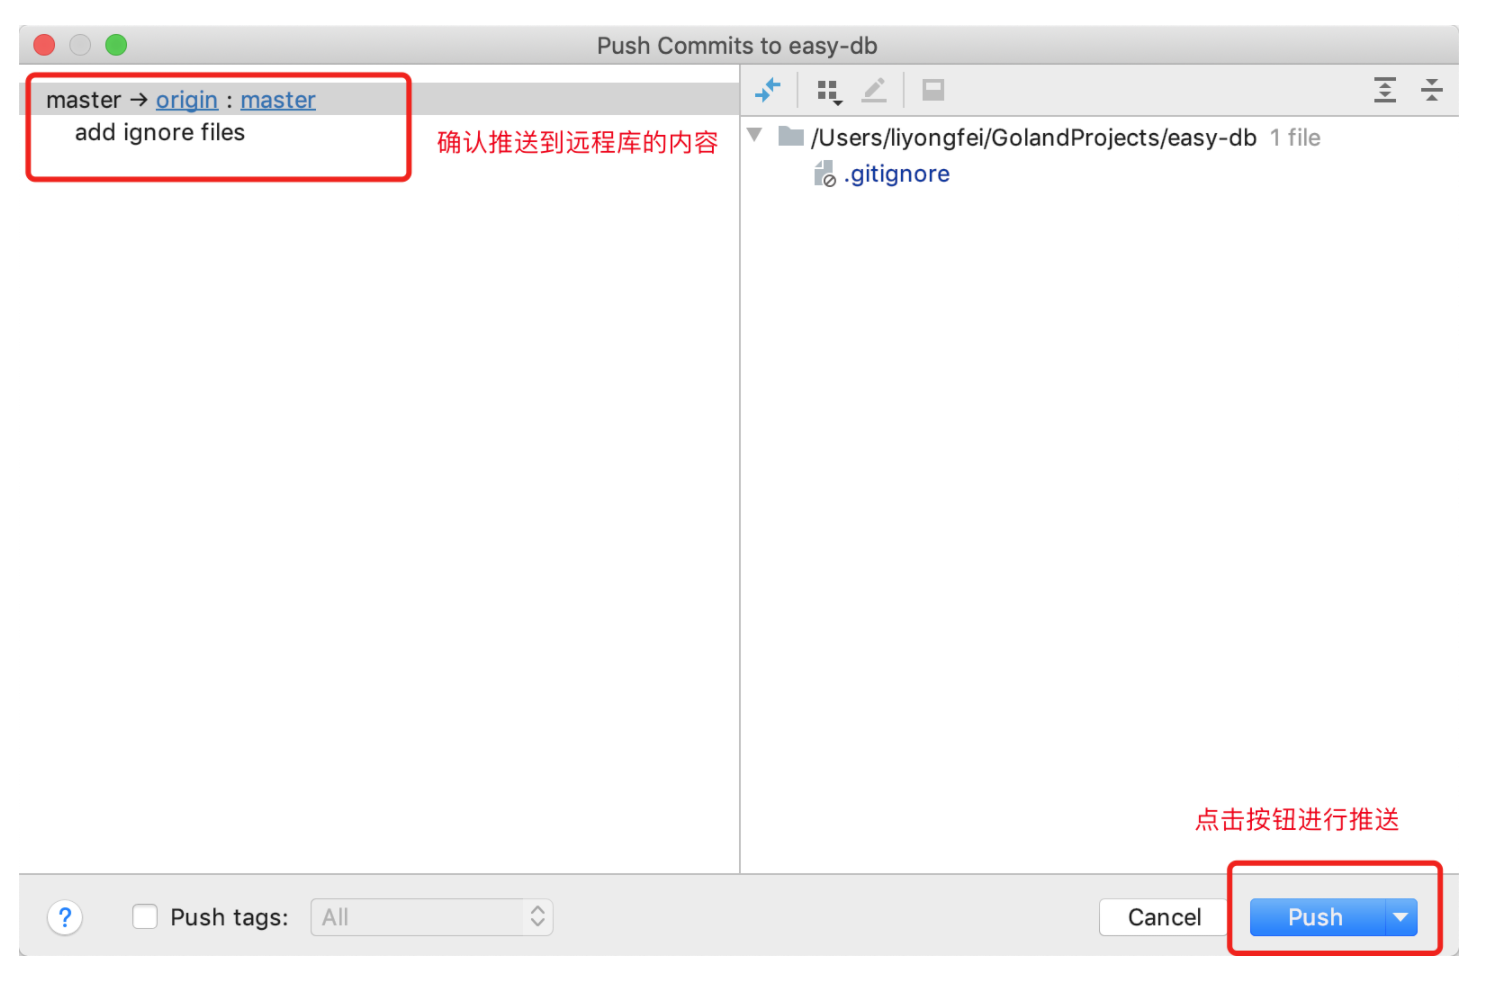 Push Commits to easy-db
master → origin : master
add ignore files
确认推送到远程库的内容
/Users/liyongfei/GolandProjects/easy-db 1 file
.gitignore
点击按钮进行推送
? Push tags: All Cancel Push